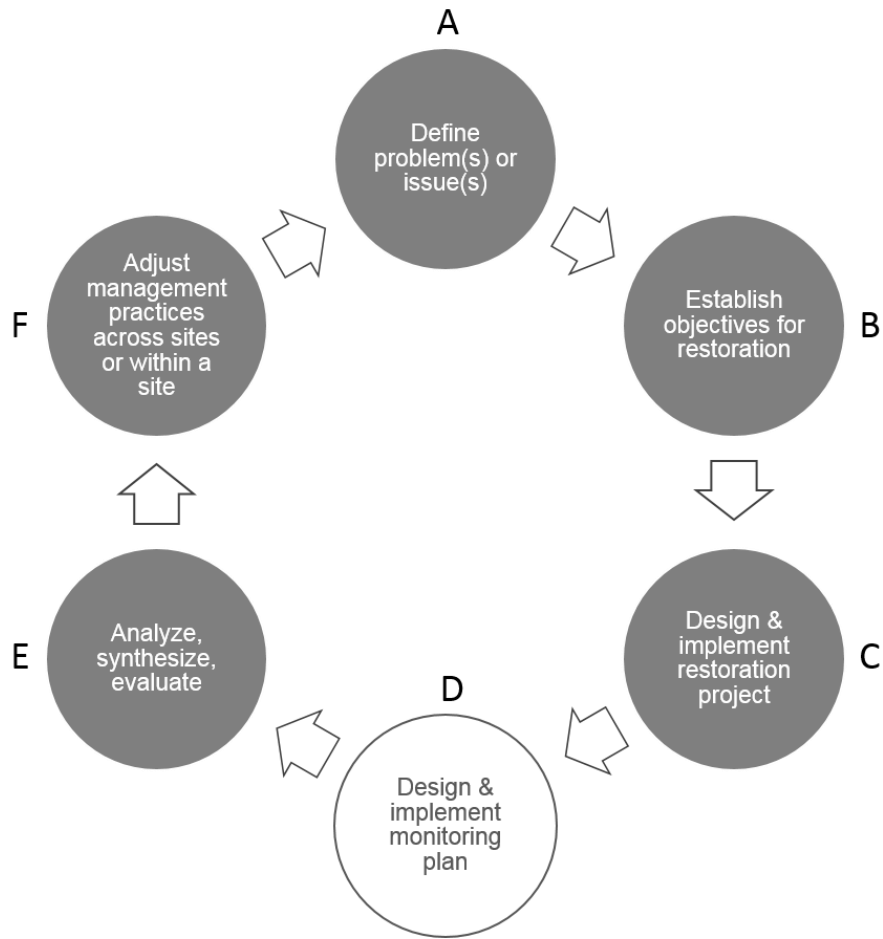 A
Define
problem(s) or
issue(s)
B
Establish
objectives for
restoration
C
Design &
implement
restoration
project
D
Design &
implement
monitoring
plan
E
Analyze,
synthesize,
evaluate
F
Adjust
management
practices
across sites
or within a
site